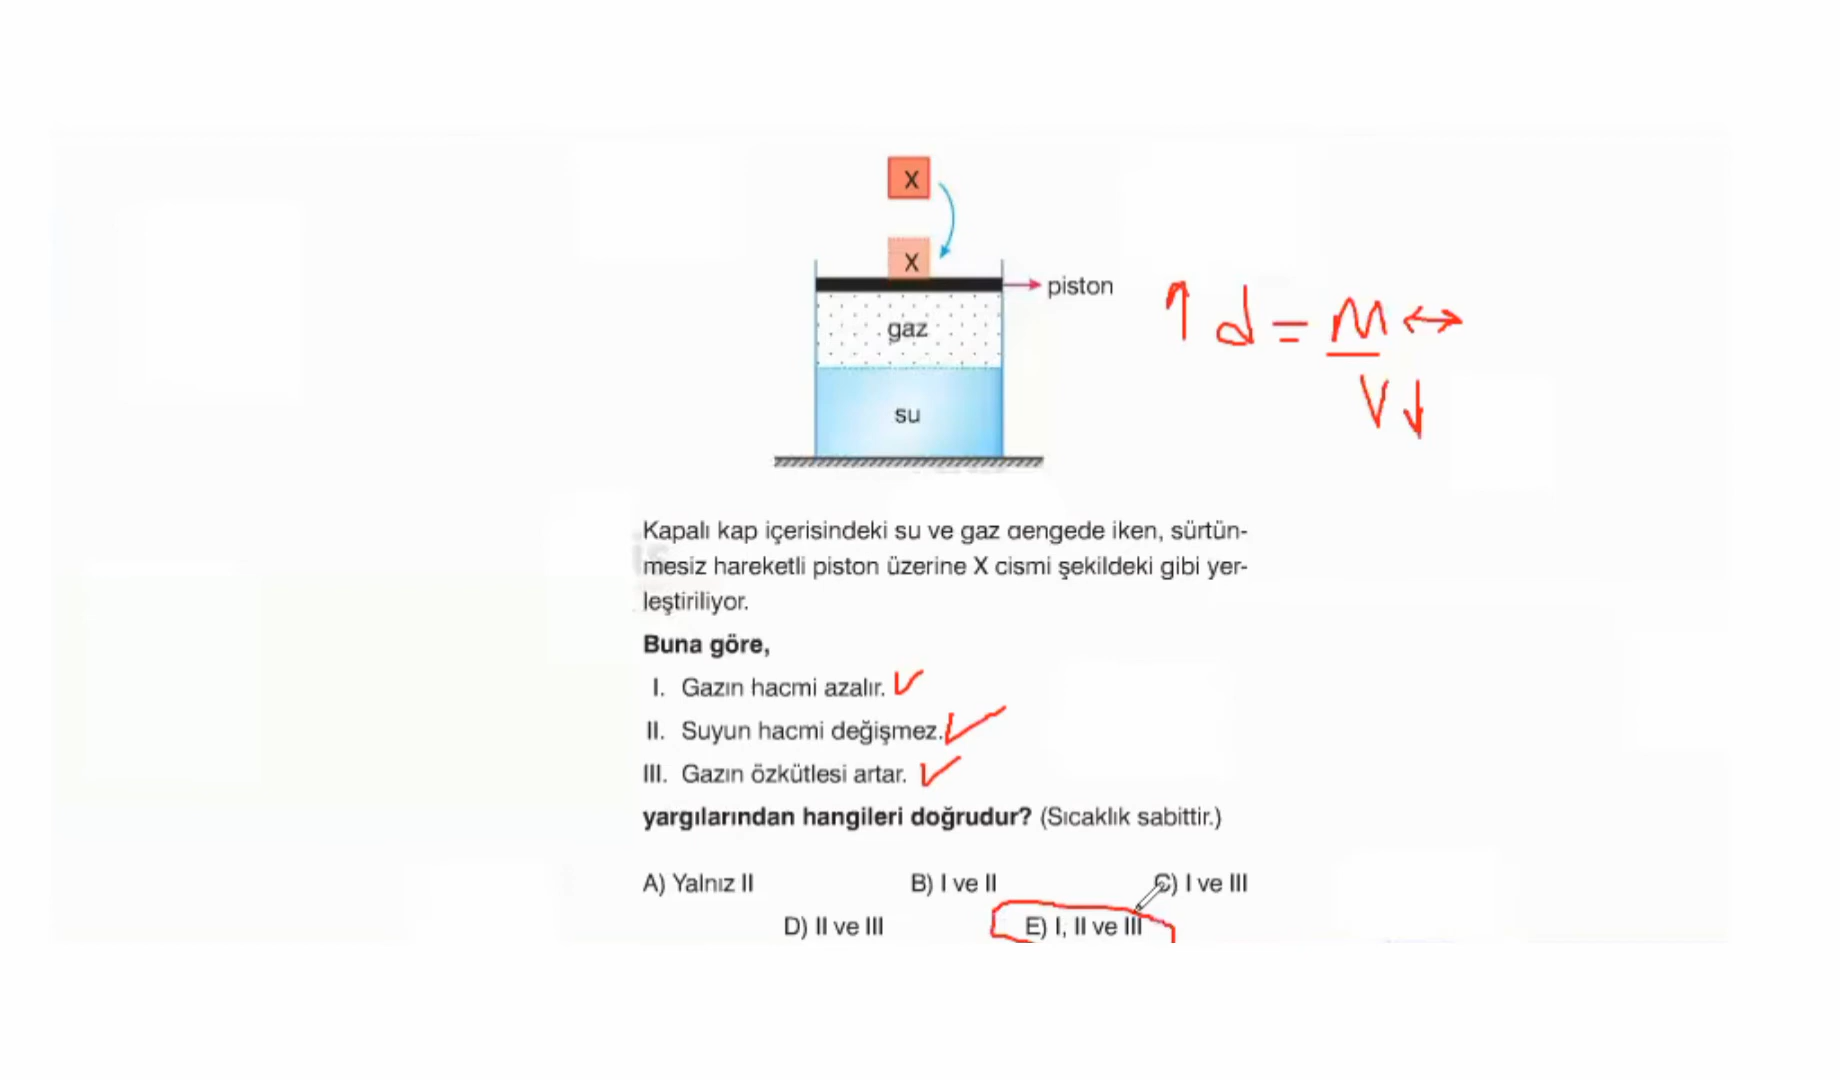 X
X
piston
gaz
su
↑ d = m ↔
V ↓
Kapalı kap içerisindeki su ve gaz dengede iken, sürtün-
mesiz hareketli piston üzerine X cismi şekildeki gibi yer-
leştiriliyor.
Buna göre,
I. Gazın hacmi azalır. ✓
II. Suyun hacmi değişmez. ✓
III. Gazın özkütlesi artar. ✓
yargılarından hangileri doğrudur? (Sıcaklık sabittir.)
A) Yalnız II B) I ve II C) I ve III
D) II ve III E) I, II ve III